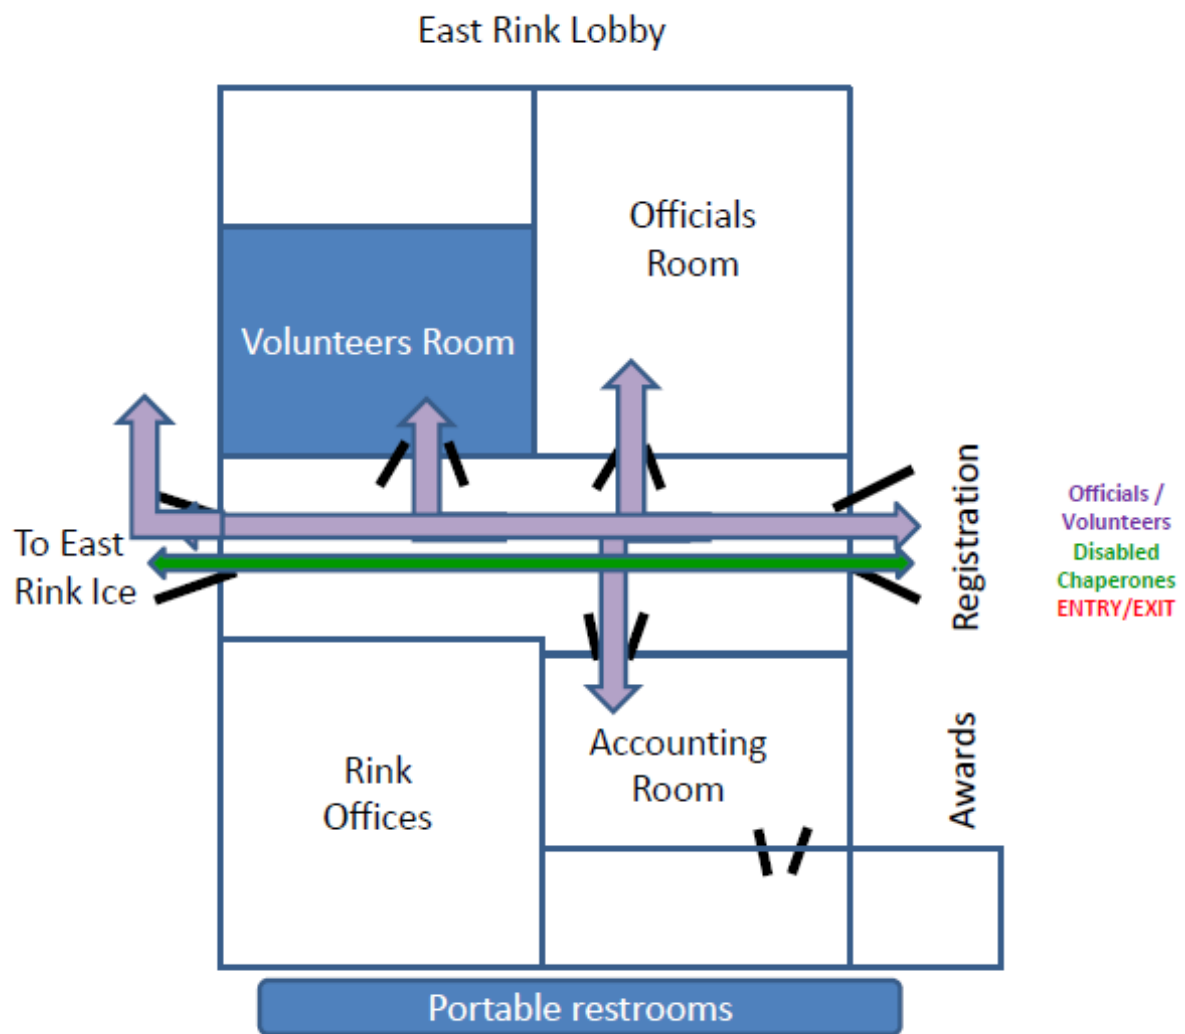 East Rink Lobby
Officials
Room
Volunteers Room
To East
Rink Ice
Registration
Officials /
Volunteers
Disabled
Chaperones
ENTRY/EXIT
Rink
Offices
Accounting
Room
Awards
Portable restrooms